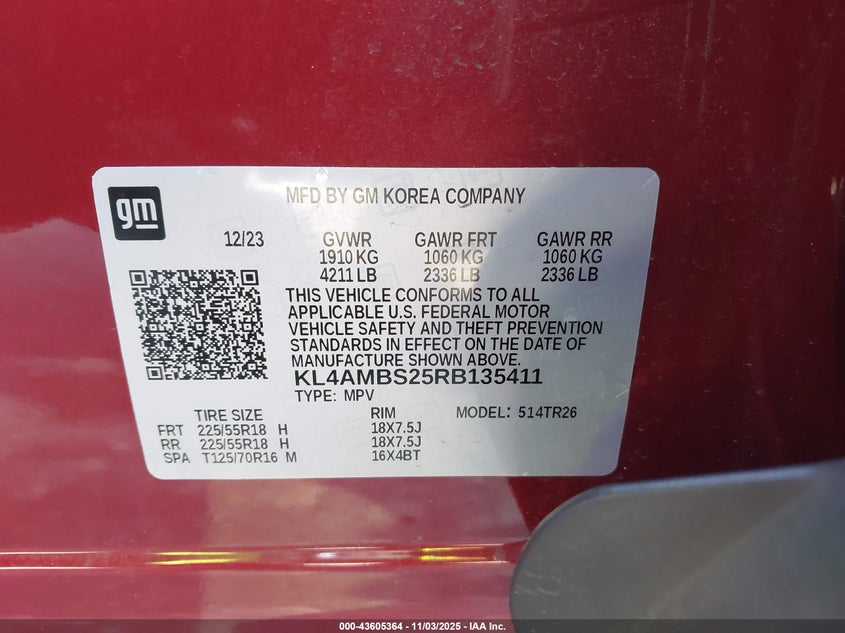 gm
MFD BY GM KOREA COMPANY
12/23 GVWR GAWR FRT GAWR RR
1910 KG 1060 KG 1060 KG
4211 LB 2336 LB 2336 LB
THIS VEHICLE CONFORMS TO ALL
APPLICABLE U.S. FEDERAL MOTOR
VEHICLE SAFETY AND THEFT PREVENTION
STANDARDS IN EFFECT ON THE DATE OF
MANUFACTURE SHOWN ABOVE.
KL4AMBS25RB135411
TYPE: MPV
TIRE SIZE RIM MODEL: 514TR26
FRT 225/55R18 H 18X7.5J
RR 225/55R18 H 18X7.5J
SPA T125/70R16 M 16X4BT
000-43605364 - 11/03/2025 - IAA Inc.